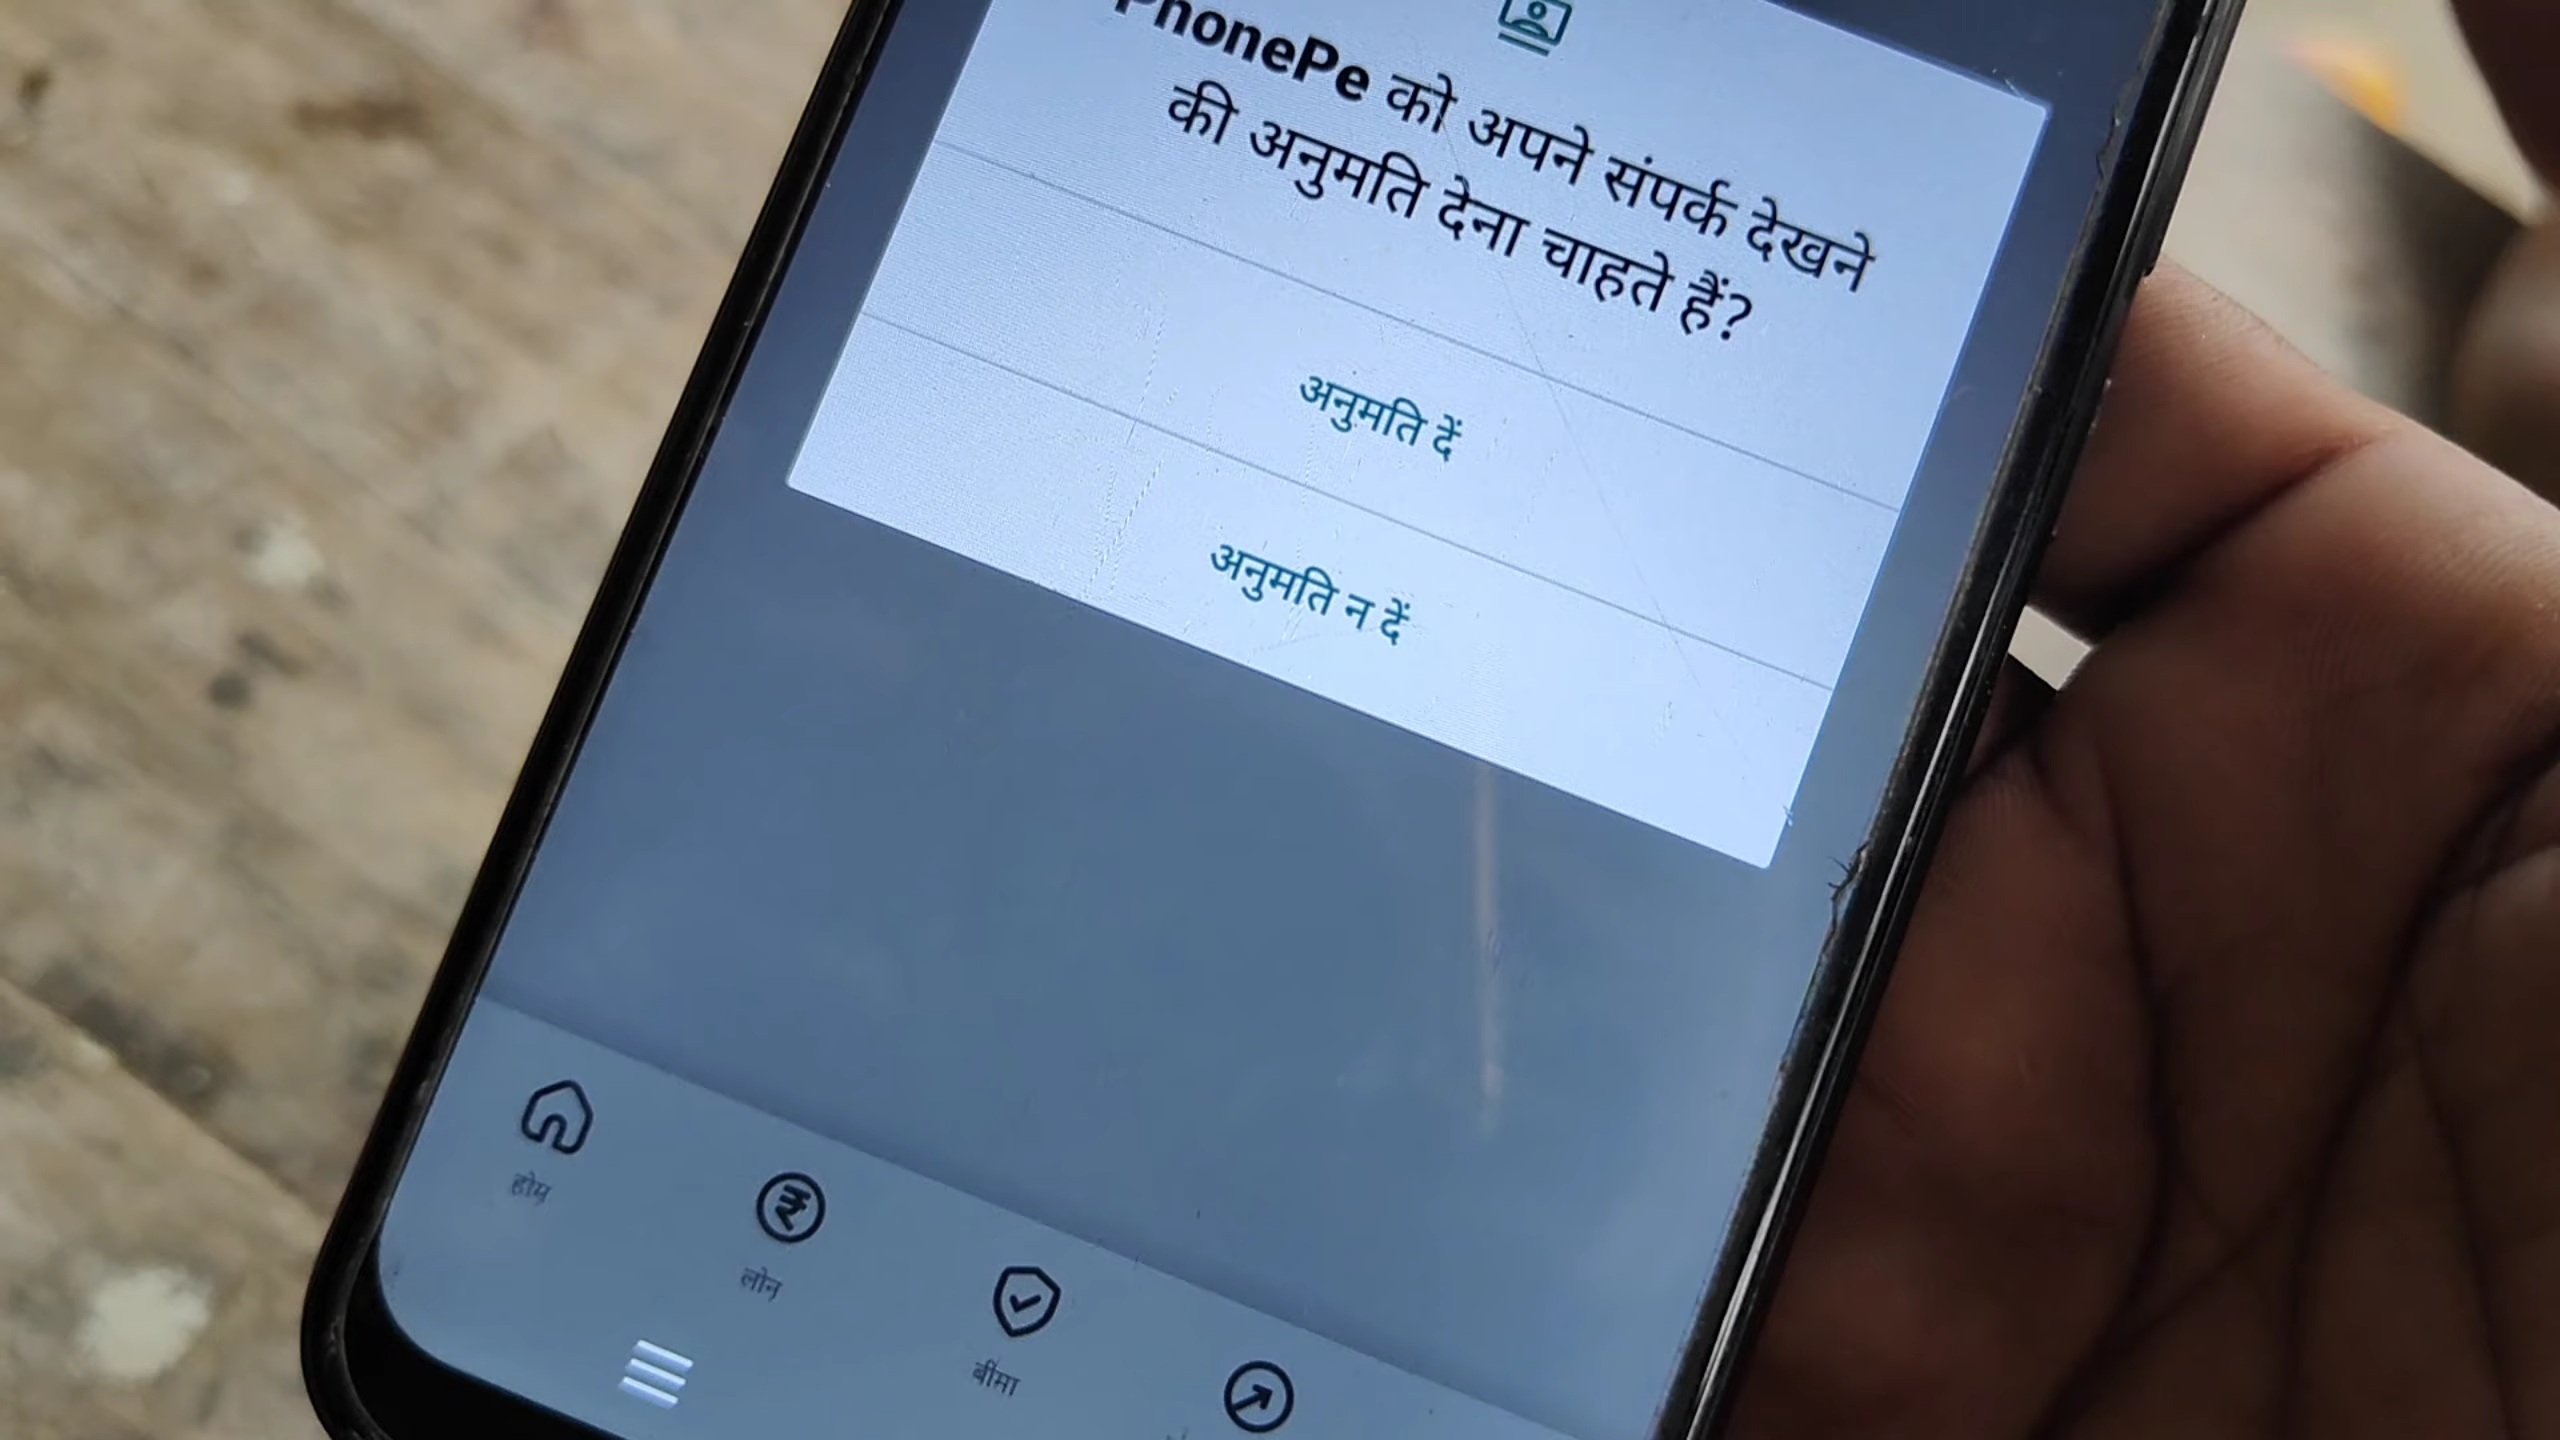 PhonePe को अपने संपर्क देखने
की अनुमति देना चाहते हैं?
अनुमति दें
अनुमति न दें
होम
लोन
बीमा